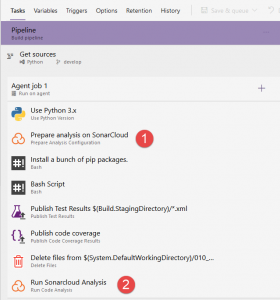 Tasks Variables Triggers Options Retention History Save & queue
Pipeline
Build pipeline
Get sources
Python develop
Agent job 1
Run on agent
Use Python 3.x
Use Python Version
Prepare analysis on SonarCloud 1
Prepare Analysis Configuration
Install a bunch of pip packages.
Bash
Bash Script
Bash
Publish Test Results $(Build.StagingDirectory)/*.xml
Publish Test Results
Publish code coverage
Publish Code Coverage Results
Delete files from $(System.DefaultWorkingDirectory)/010_...
Delete Files
Run Sonarcloud Analysis 2
Run Code Analysis